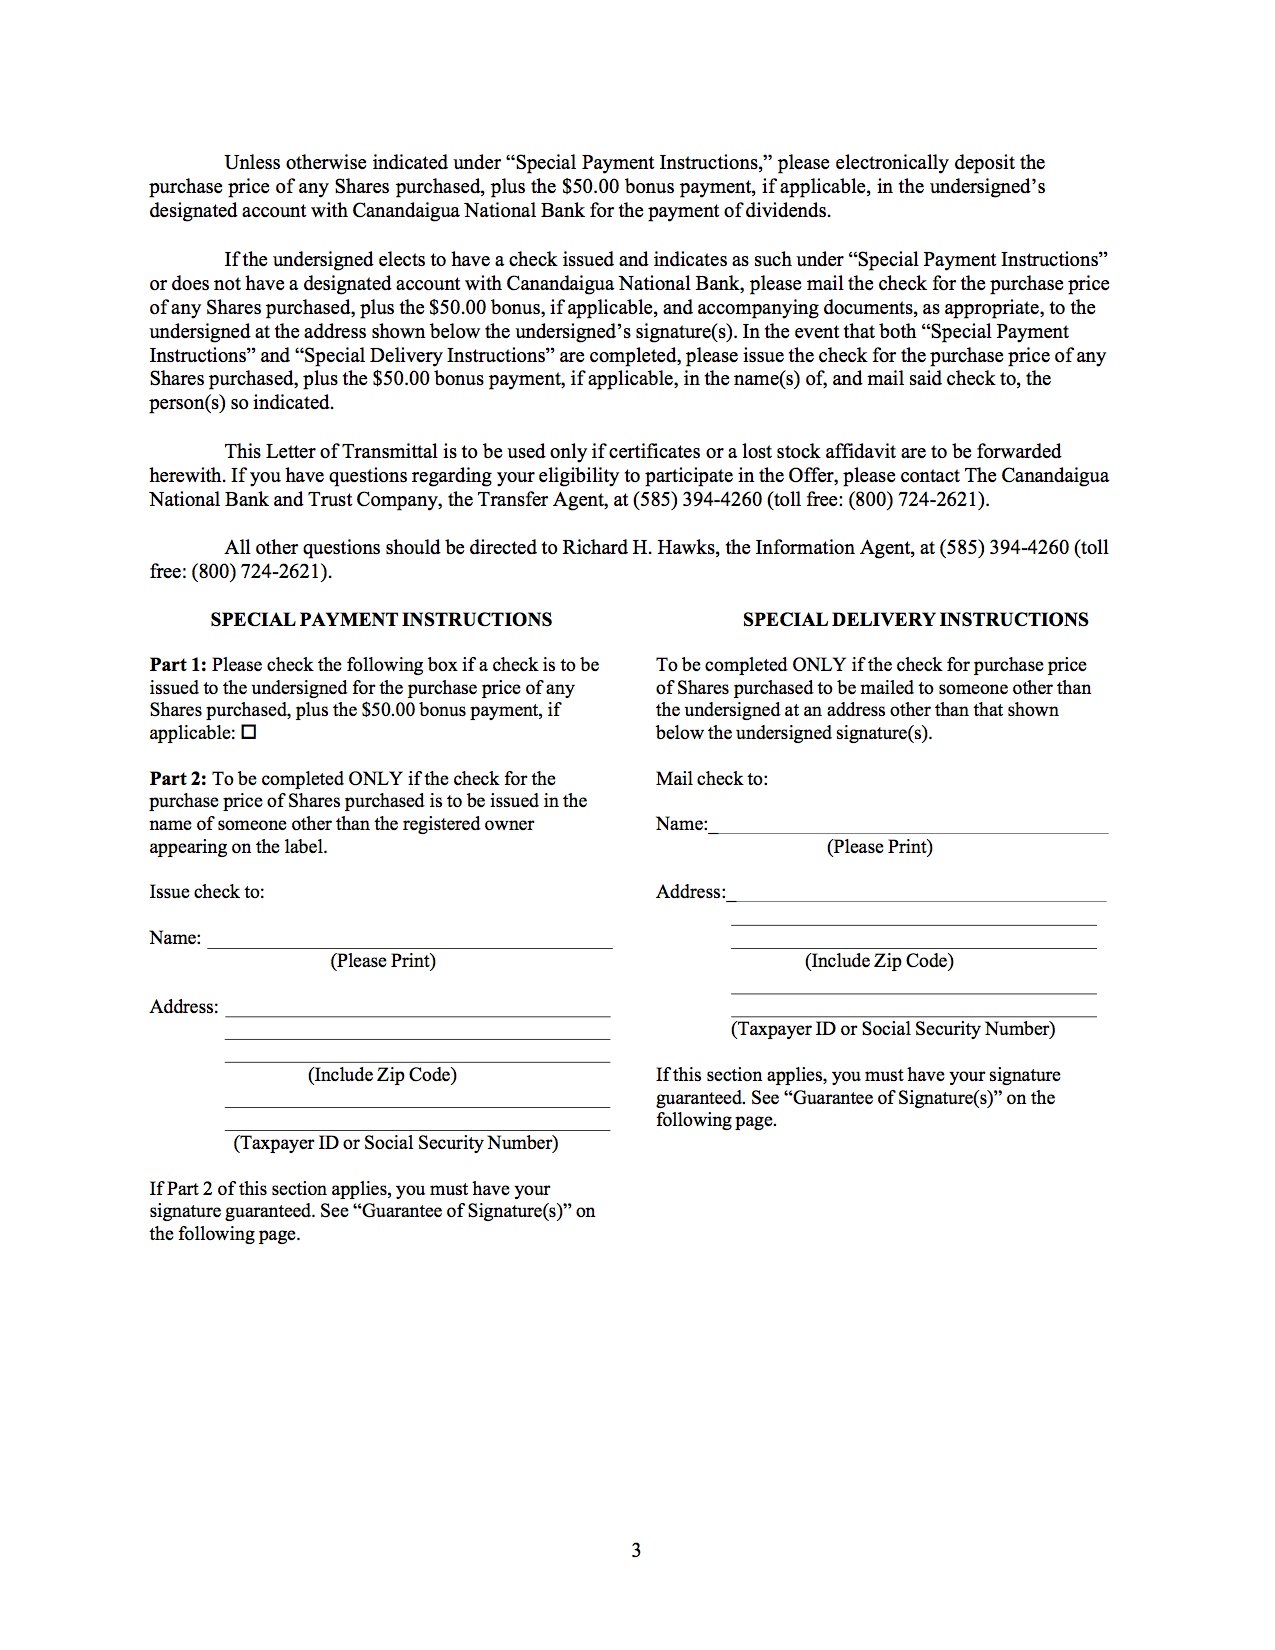 Unless otherwise indicated under “Special Payment Instructions,” please electronically deposit the
purchase price of any Shares purchased, plus the $50.00 bonus payment, if applicable, in the undersigned’s
designated account with Canandaigua National Bank for the payment of dividends.
If the undersigned elects to have a check issued and indicates as such under “Special Payment Instructions”
or does not have a designated account with Canandaigua National Bank, please mail the check for the purchase price
of any Shares purchased, plus the $50.00 bonus, if applicable, and accompanying documents, as appropriate, to the
undersigned at the address shown below the undersigned’s signature(s). In the event that both “Special Payment
Instructions” and “Special Delivery Instructions” are completed, please issue the check for the purchase price of any
Shares purchased, plus the $50.00 bonus payment, if applicable, in the name(s) of, and mail said check to, the
person(s) so indicated.
This Letter of Transmittal is to be used only if certificates or a lost stock affidavit are to be forwarded
herewith. If you have questions regarding your eligibility to participate in the Offer, please contact The Canandaigua
National Bank and Trust Company, the Transfer Agent, at (585) 394-4260 (toll free: (800) 724-2621).
All other questions should be directed to Richard H. Hawks, the Information Agent, at (585) 394-4260 (toll
free: (800) 724-2621).
SPECIAL PAYMENT INSTRUCTIONS
Part 1: Please check the following box if a check is to be
issued to the undersigned for the purchase price of any
Shares purchased, plus the $50.00 bonus payment, if
applicable: ☐
Part 2: To be completed ONLY if the check for the
purchase price of Shares purchased is to be issued in the
name of someone other than the registered owner
appearing on the label.
Issue check to:
Name:
(Please Print)
Address:
(Include Zip Code)
(Taxpayer ID or Social Security Number)
If Part 2 of this section applies, you must have your
signature guaranteed. See “Guarantee of Signature(s)” on
the following page.
SPECIAL DELIVERY INSTRUCTIONS
To be completed ONLY if the check for purchase price
of Shares purchased to be mailed to someone other than
the undersigned at an address other than that shown
below the undersigned signature(s).
Mail check to:
Name:
(Please Print)
Address:
(Include Zip Code)
(Taxpayer ID or Social Security Number)
If this section applies, you must have your signature
guaranteed. See “Guarantee of Signature(s)” on the
following page.
3